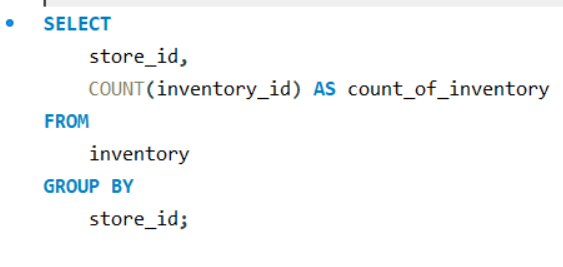 SELECT
store_id,
COUNT(inventory_id) AS count_of_inventory
FROM
inventory
GROUP BY
store_id;